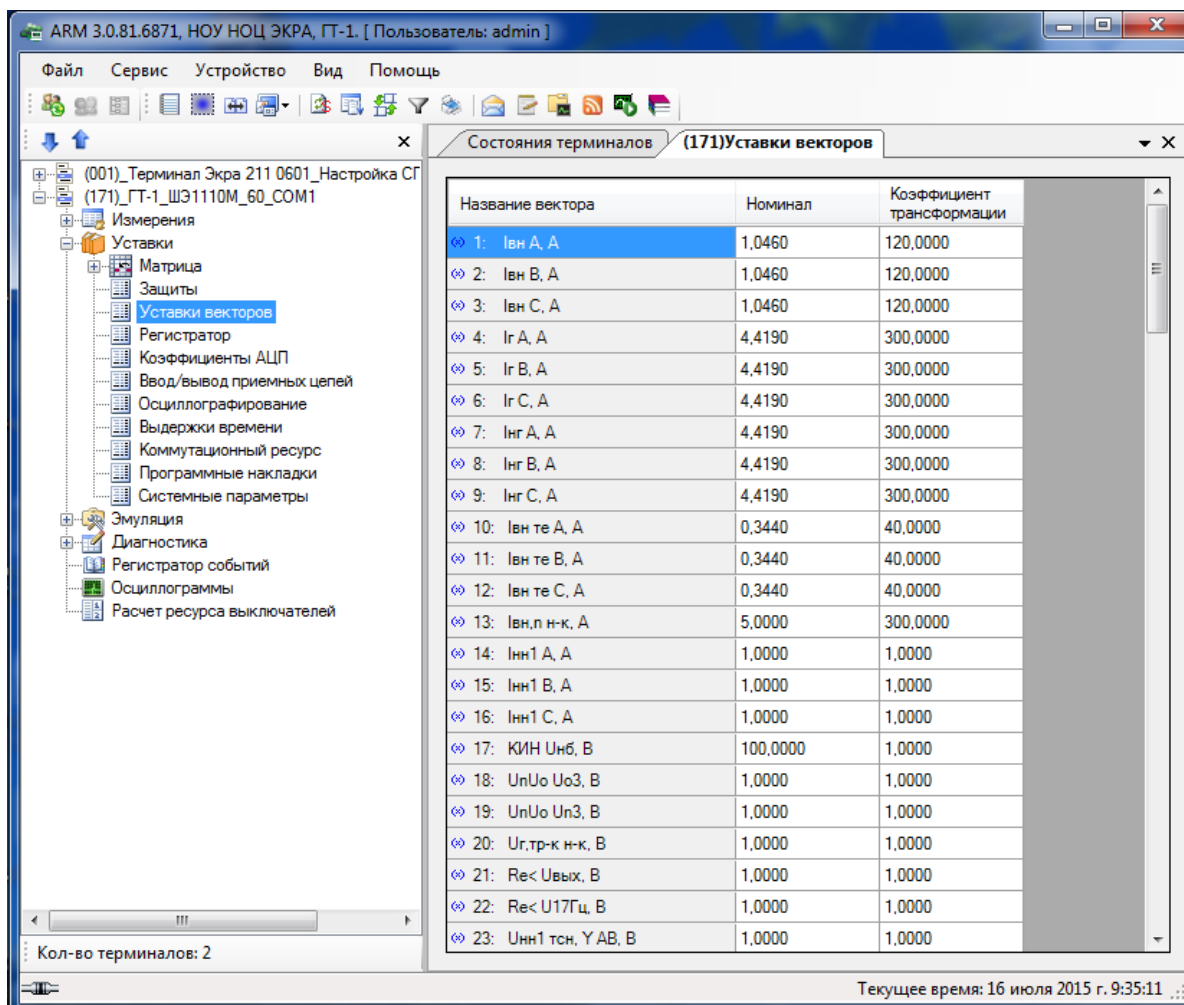 ARM 3.0.81.6871, НОУ НОЦ ЭКРА, ГТ-1. [ Пользователь: admin ]
Файл Сервис Устройство Вид Помощь
Состояния терминалов (171)Уставки векторов
(001)_Терминал Экра 211 0601_Настройка СГ
(171)_ГТ-1_ШЭ1110М_60_COM1
Измерения
Уставки
Матрица
Защиты
Уставки векторов
Регистратор
Коэффициенты АЦП
Ввод/вывод приемных цепей
Осциллографирование
Выдержки времени
Коммутационный ресурс
Программные накладки
Системные параметры
Эмуляция
Диагностика
Регистратор событий
Осциллограммы
Расчет ресурса выключателей
Кол-во терминалов: 2
Название вектора Номинал Коэффициент трансформации
1: Iвн A, A 1,0460 120,0000
2: Iвн B, A 1,0460 120,0000
3: Iвн C, A 1,0460 120,0000
4: Iг A, A 4,4190 300,0000
5: Iг B, A 4,4190 300,0000
6: Iг C, A 4,4190 300,0000
7: Iнг A, A 4,4190 300,0000
8: Iнг B, A 4,4190 300,0000
9: Iнг C, A 4,4190 300,0000
10: Iвн те A, A 0,3440 40,0000
11: Iвн те B, A 0,3440 40,0000
12: Iвн те C, A 0,3440 40,0000
13: Iвн,п н-к, A 5,0000 300,0000
14: Iнн1 A, A 1,0000 1,0000
15: Iнн1 B, A 1,0000 1,0000
16: Iнн1 C, A 1,0000 1,0000
17: КИН Uнб, В 100,0000 1,0000
18: UnUo Uo3, В 1,0000 1,0000
19: UnUo Un3, В 1,0000 1,0000
20: Uг,тр-к н-к, В 1,0000 1,0000
21: Re< Uвых, В 1,0000 1,0000
22: Re< U17Гц, В 1,0000 1,0000
23: Uнн1 тсн, Y AB, В 1,0000 1,0000
Текущее время: 16 июля 2015 г. 9:35:11